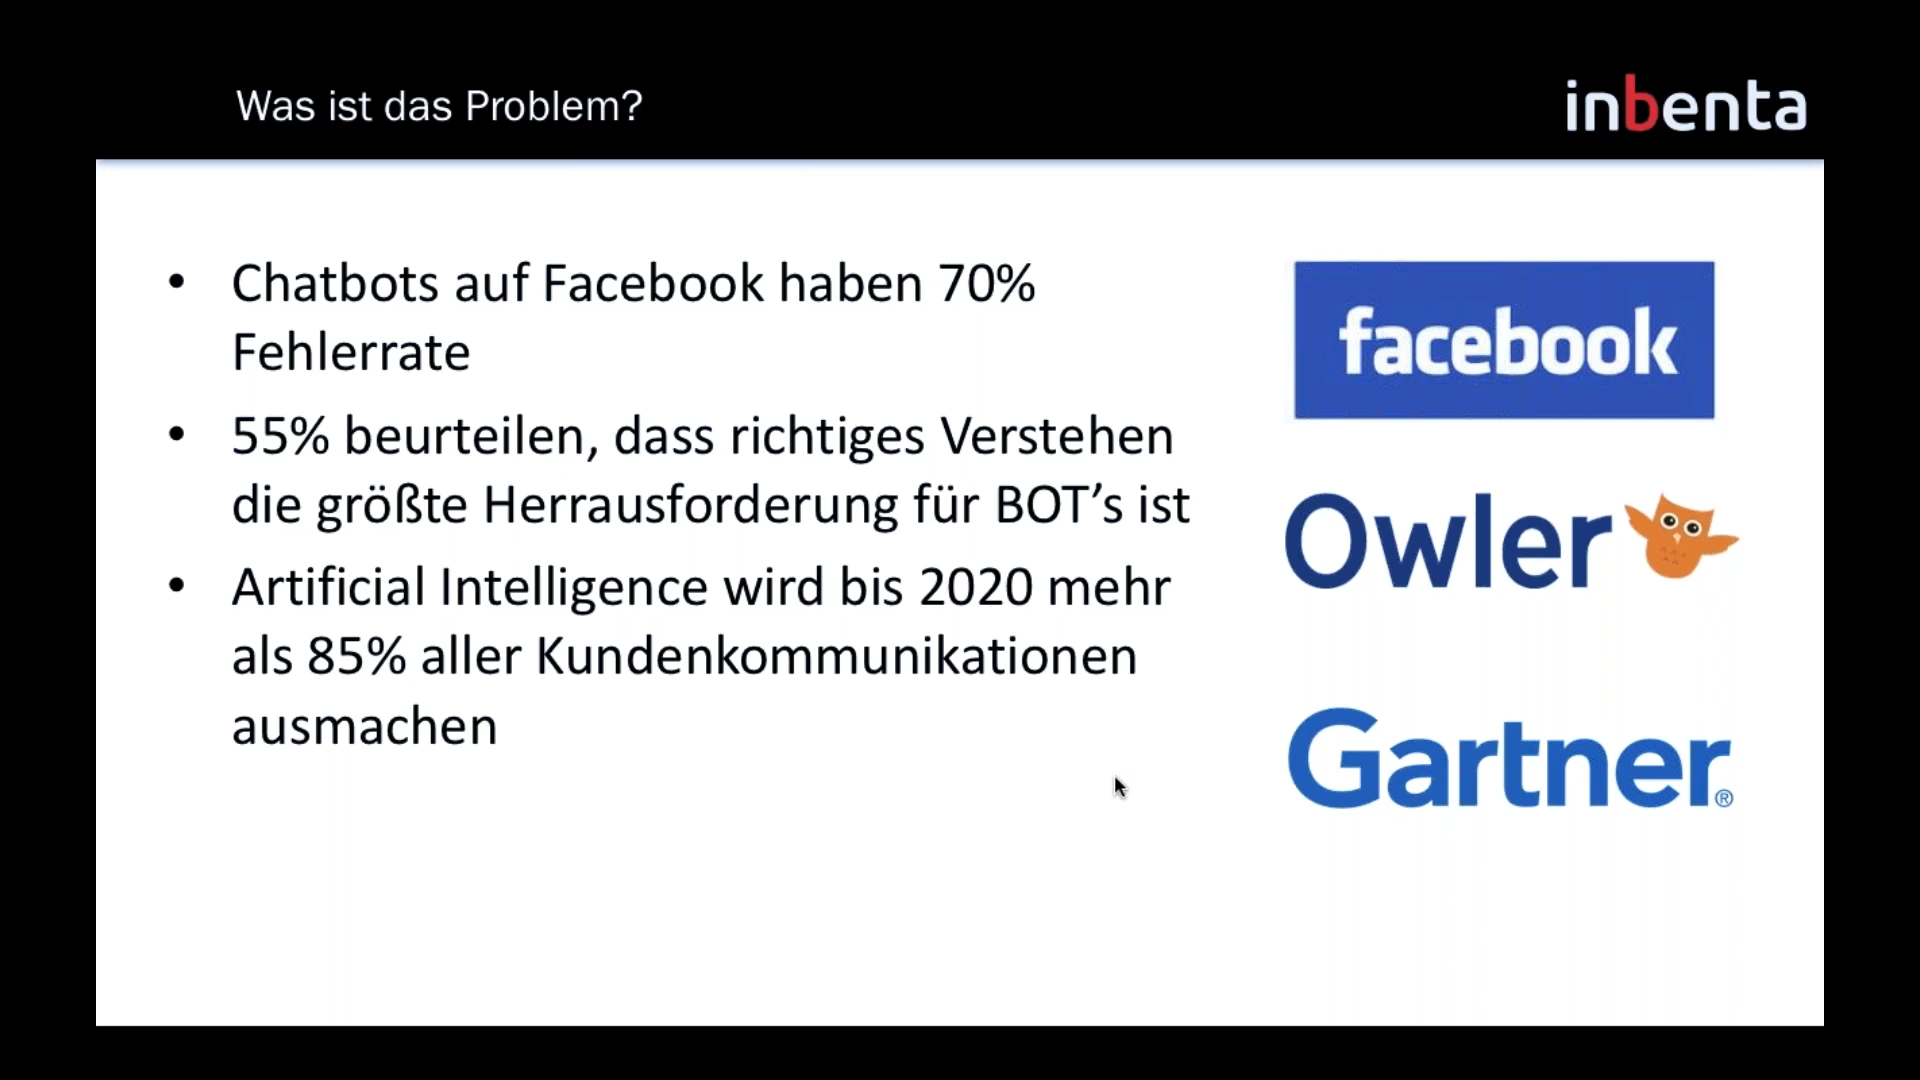 Was ist das Problem?
inbenta
• Chatbots auf Facebook haben 70%
Fehlerrate
• 55% beurteilen, dass richtiges Verstehen
die größte Herrausforderung für BOT’s ist
• Artificial Intelligence wird bis 2020 mehr
als 85% aller Kundenkommunikationen
ausmachen
facebook
Owler
Gartner®